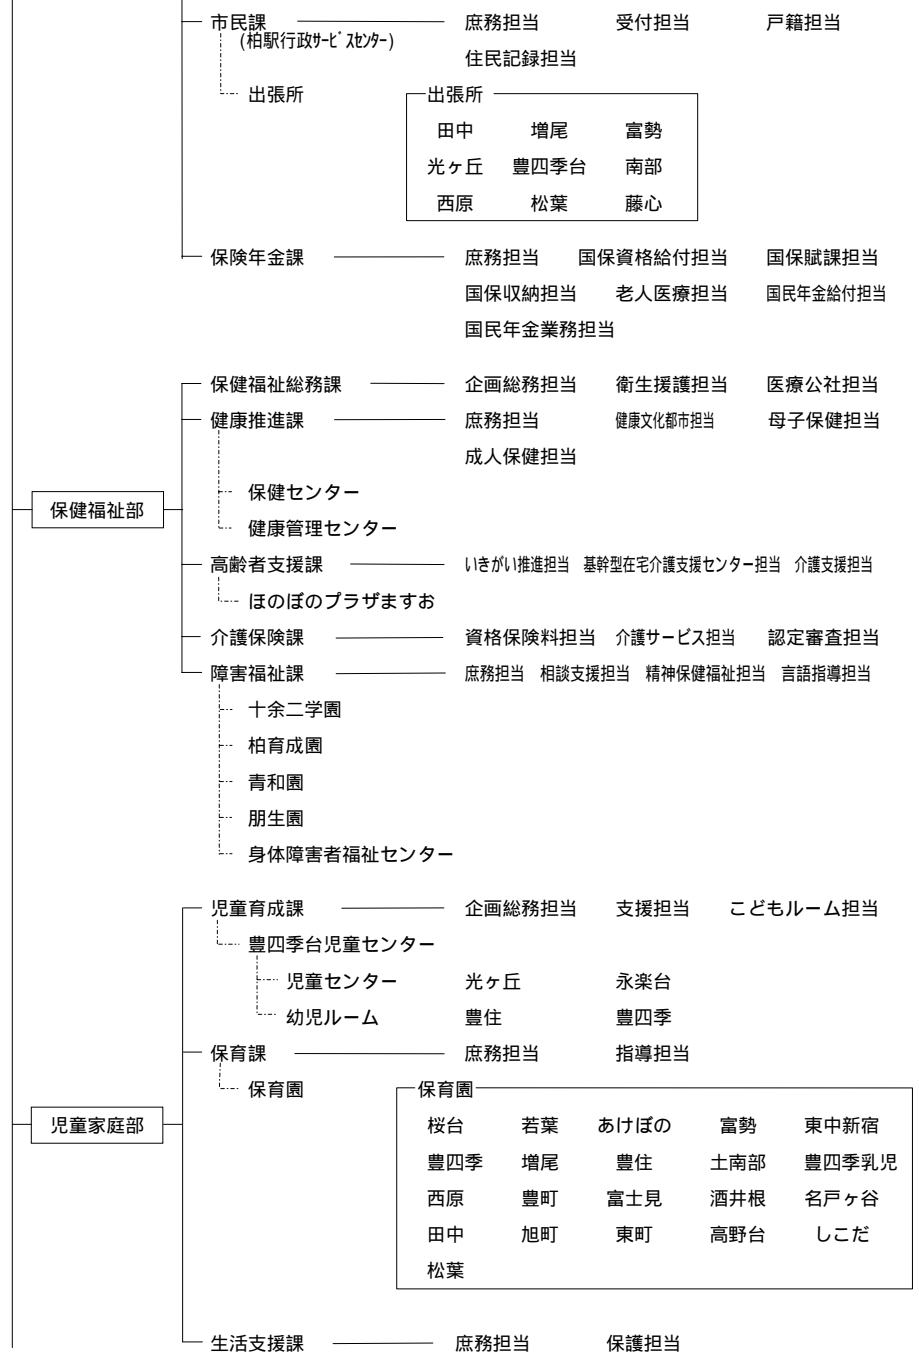 市民課 庶務担当 受付担当 戸籍担当
(柏駅行政ｻｰﾋﾞｽｾﾝﾀｰ)
住民記録担当
出張所 出張所
田中 増尾 富勢
光ヶ丘 豊四季台 南部
西原 松葉 藤心
保険年金課 庶務担当 国保資格給付担当 国保賦課担当
国保収納担当 老人医療担当 国民年金給付担当
国民年金業務担当
保健福祉総務課 企画総務担当 衛生援護担当 医療公社担当
健康推進課 庶務担当 健康文化都市担当 母子保健担当
成人保健担当
保健センター
保健福祉部
健康管理センター
高齢者支援課 いきがい推進担当 基幹型在宅介護支援センター担当 介護支援担当
ほのぼのプラザますお
介護保険課 資格保険料担当 介護サービス担当 認定審査担当
障害福祉課 庶務担当 相談支援担当 精神保健福祉担当 言語指導担当
十余二学園
柏育成園
青和園
朋生園
身体障害者福祉センター
児童育成課 企画総務担当 支援担当 こどもルーム担当
豊四季台児童センター
児童センター 光ヶ丘 永楽台
幼児ルーム 豊住 豊四季
保育課 庶務担当 指導担当
保育園 保育園
児童家庭部 桜台 若葉 あけぼの 富勢 東中新宿
豊四季 増尾 豊住 土南部 豊四季乳児
西原 豊町 富士見 酒井根 名戸ヶ谷
田中 旭町 東町 高野台 しこだ
松葉
生活支援課 庶務担当 保護担当